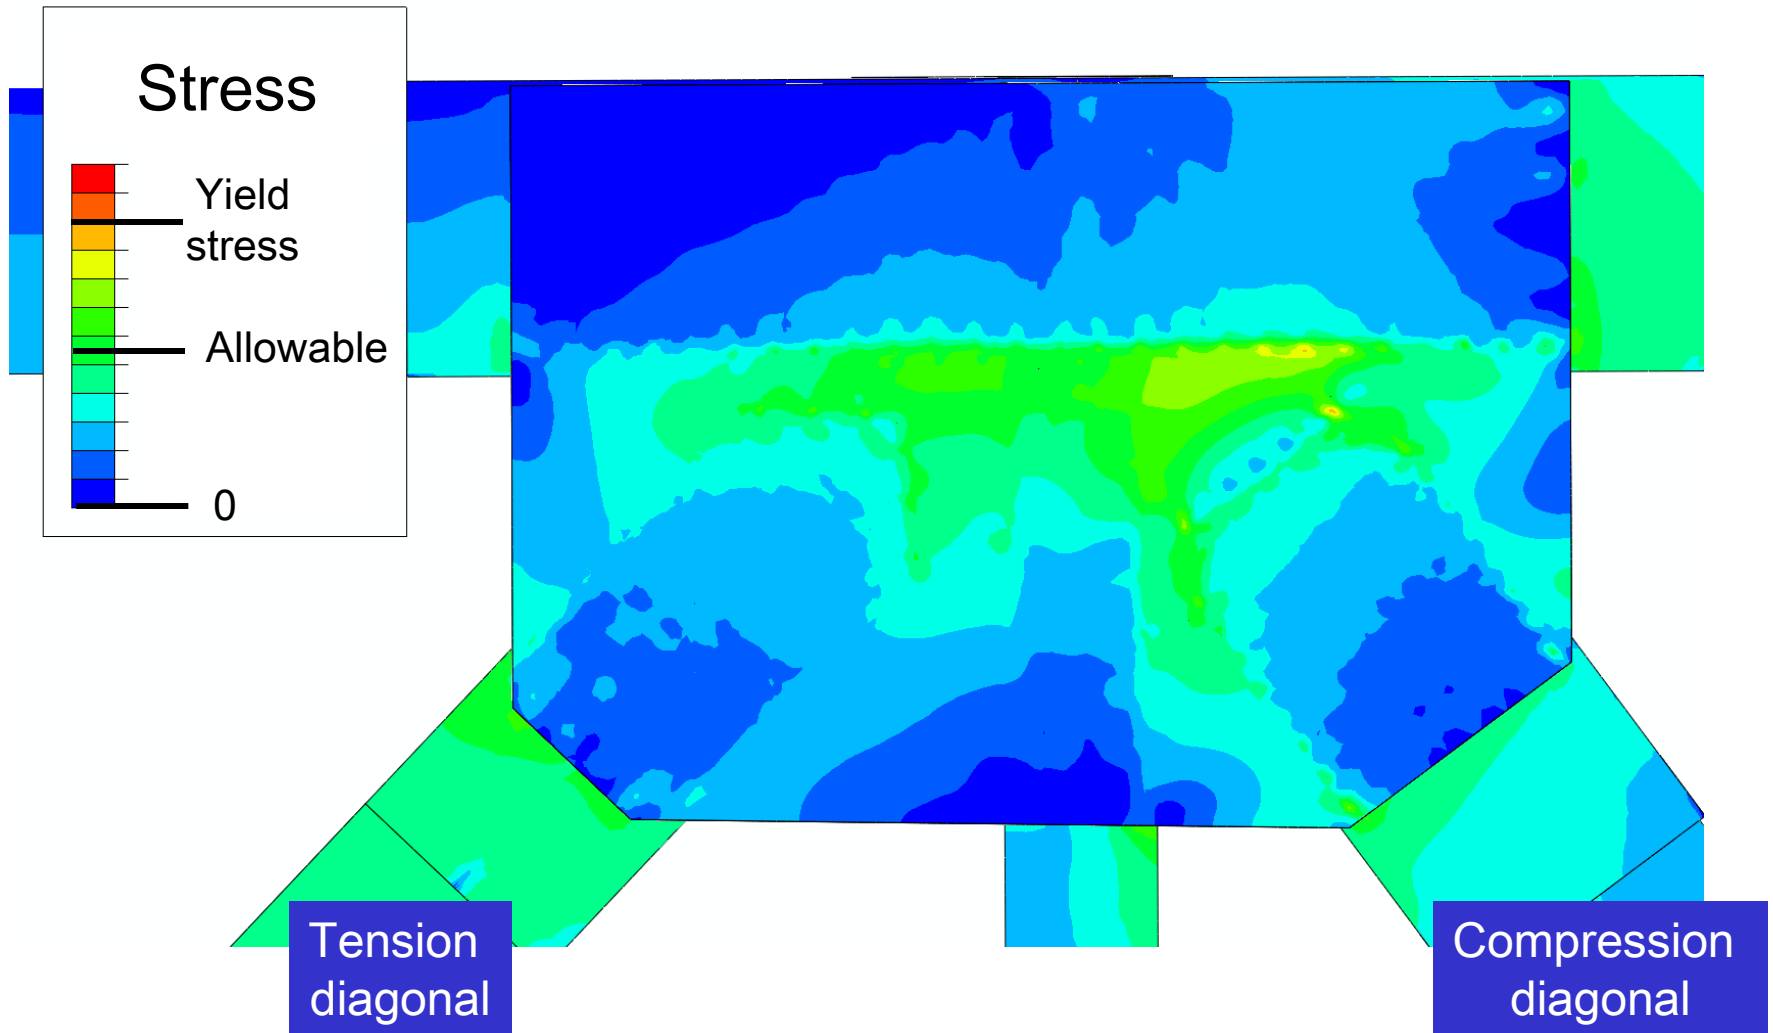 Stress
Yield
stress
Allowable
0
Tension
diagonal
Compression
diagonal